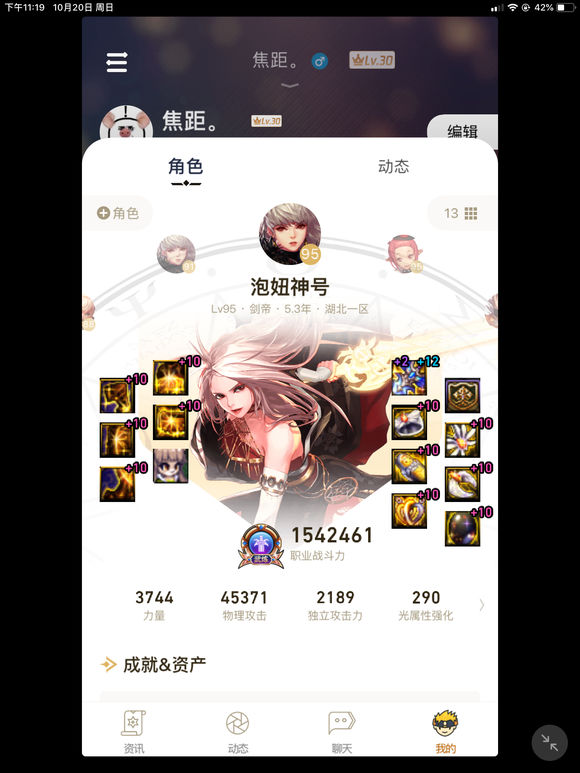 下午11:19 10月20日 周日
42%
焦距。 Lv.30
焦距。 Lv.30
编辑
角色 动态
角色
13
95
91
95
89
泡妞神号
Lv95 · 剑帝 · 5.3年 · 湖北一区
+10
+2 +12
+10
+10
+10
+10
+10
+10
+10
+10
+10
+10
+10
1542461
职业战斗力
3744 45371 2189 290
力量 物理攻击 独立攻击力 光属性强化
成就&资产
资讯 动态 聊天 我的